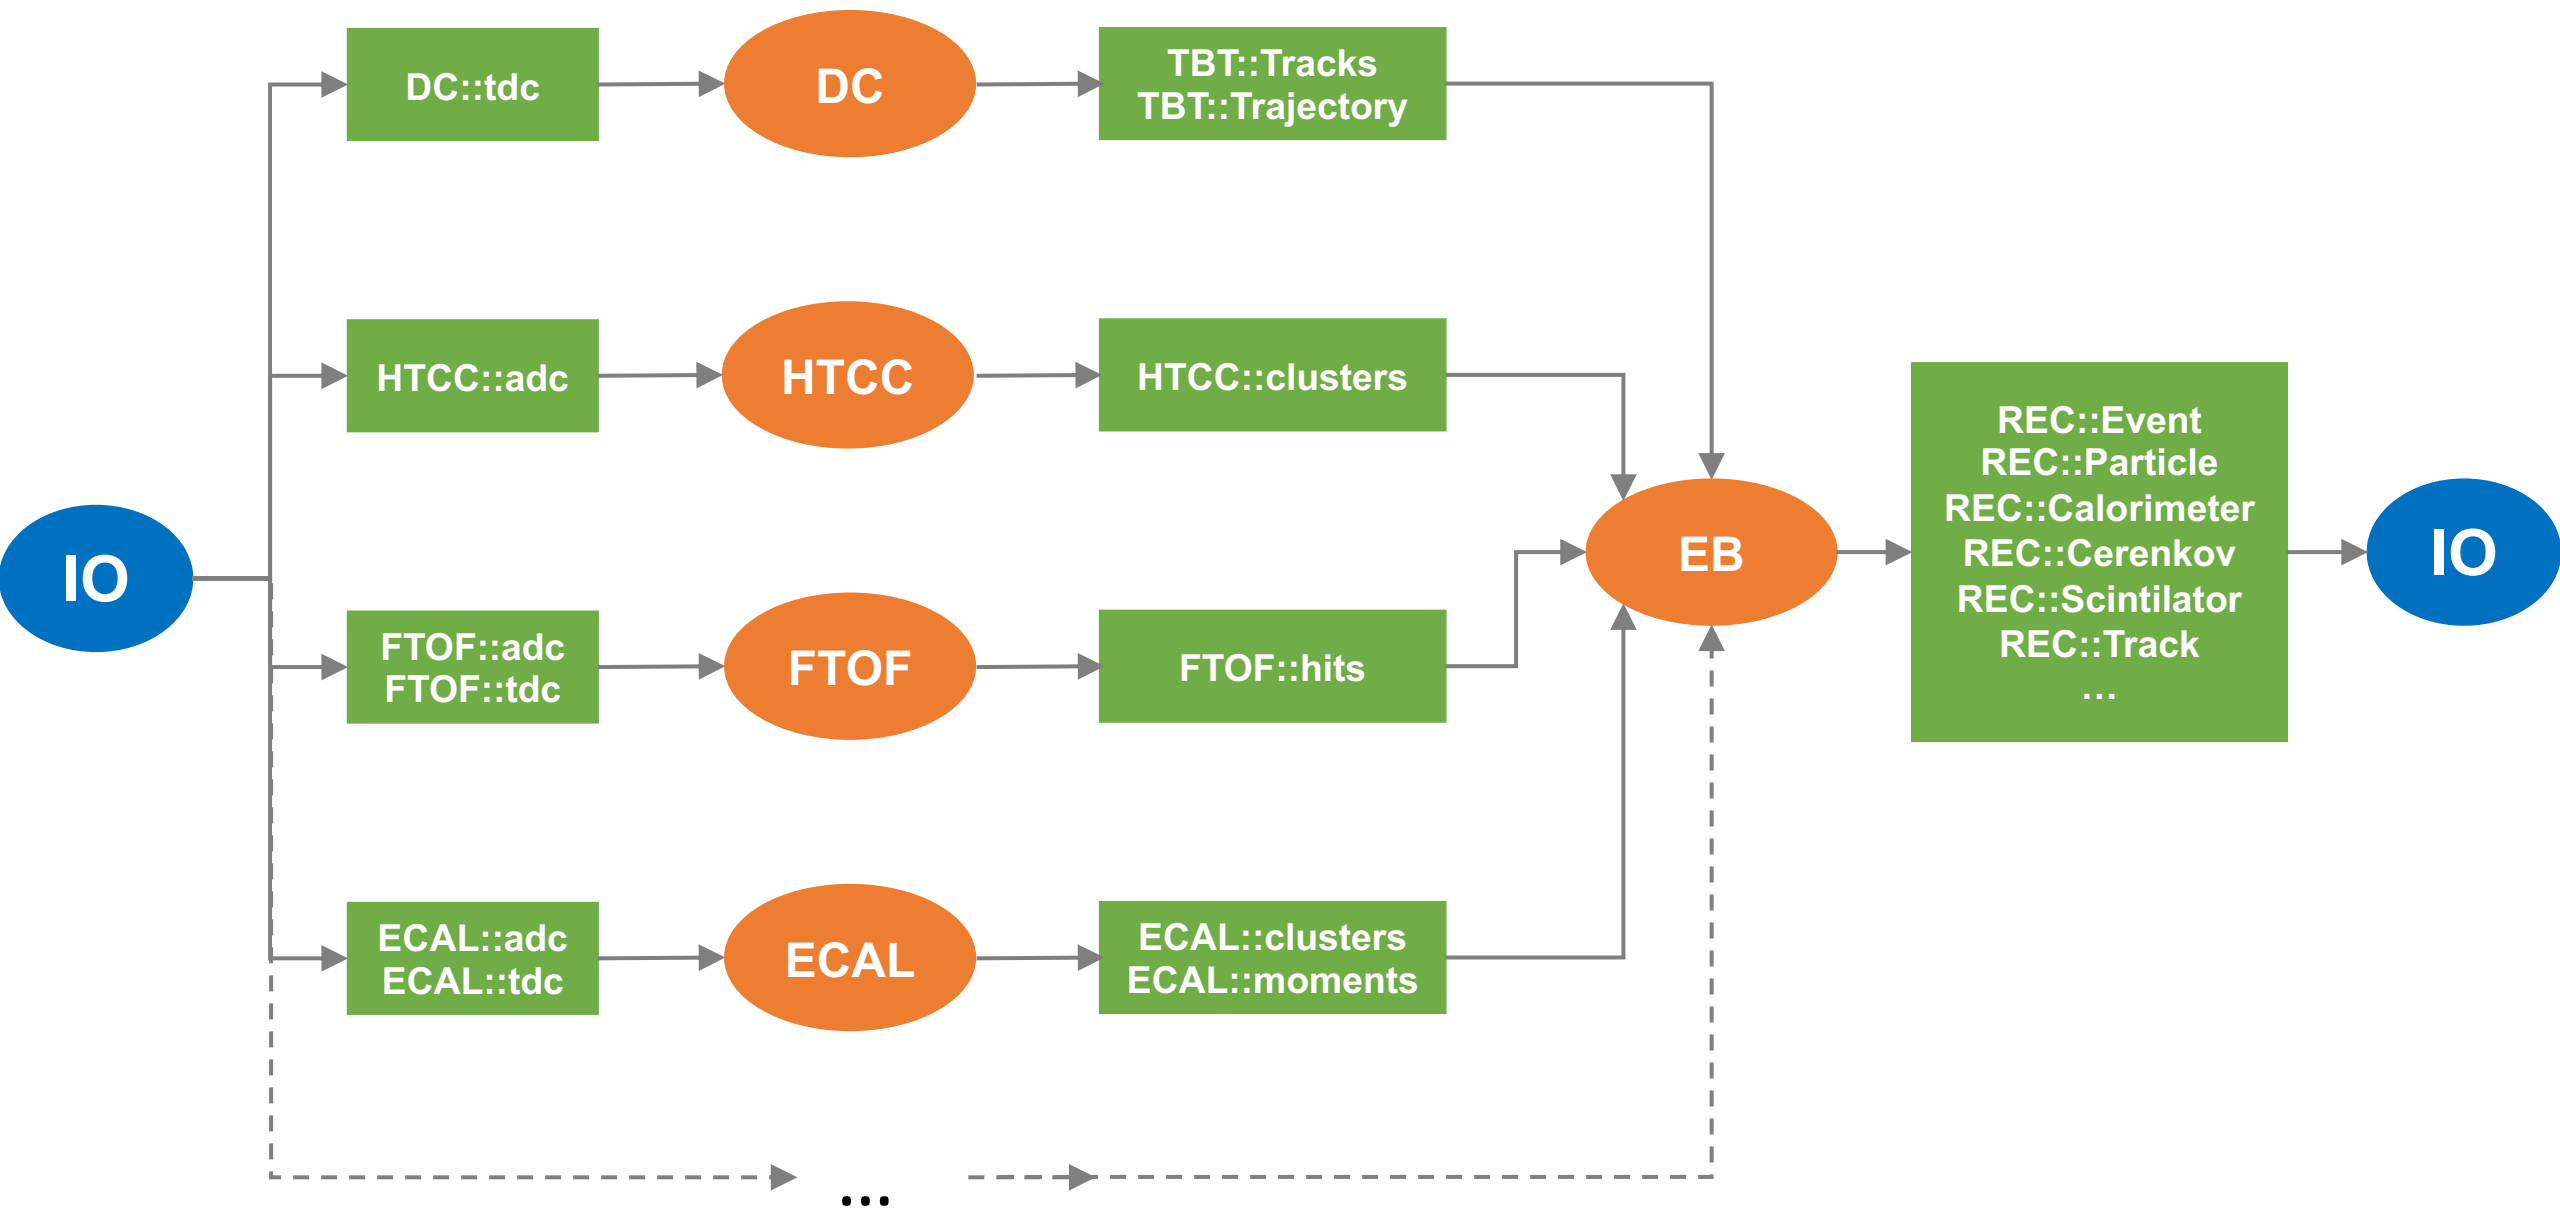 IO
DC::tdc
DC
TBT::Tracks
TBT::Trajectory
HTCC::adc
HTCC
HTCC::clusters
FTOF::adc
FTOF::tdc
FTOF
FTOF::hits
ECAL::adc
ECAL::tdc
ECAL
ECAL::clusters
ECAL::moments
...
EB
REC::Event
REC::Particle
REC::Calorimeter
REC::Cerenkov
REC::Scintilator
REC::Track
...
IO